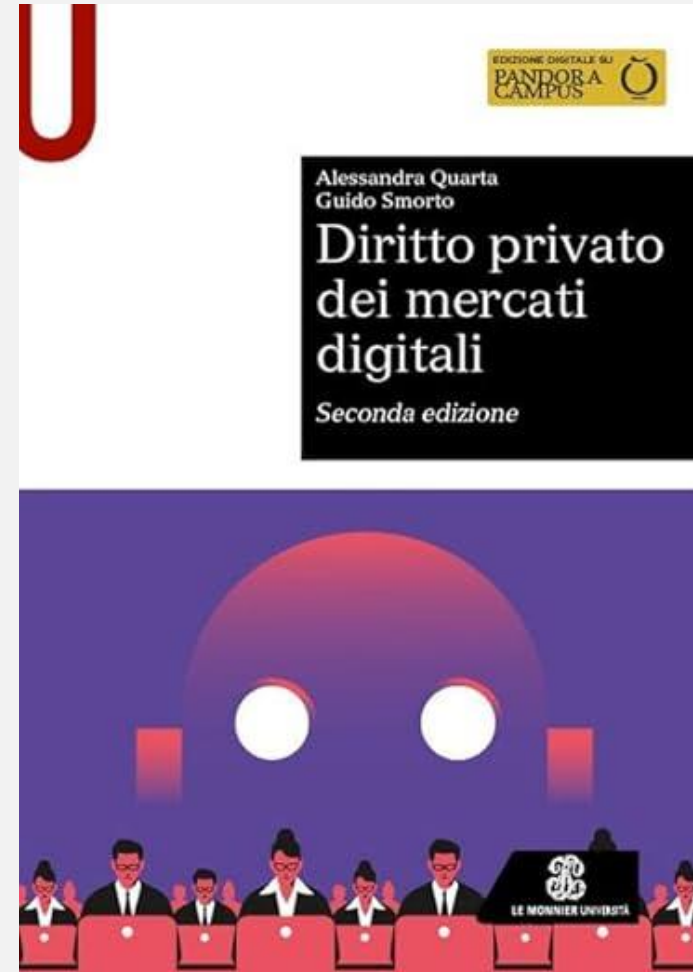 EDIZIONE DIGITALE SU
PANDORA
CAMPUS
Alessandra Quarta
Guido Smorto
Diritto privato
dei mercati
digitali
Seconda edizione
LE MONNIER UNIVERSITÀ